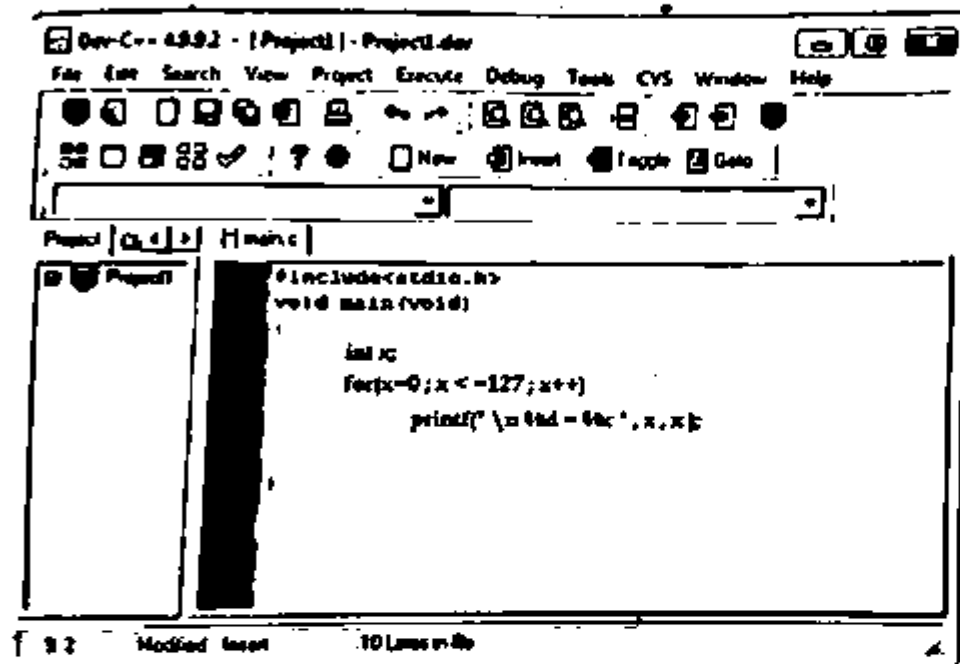 Dev-C++ 4.9.9.2 - [ Project1 ] - Project1.dev
File Edit Search View Project Execute Debug Tools CVS Window Help
New Insert Toggle Goto
Project main.c
Project1
#include<stdio.h>
void main(void)
{
int x;
for(x=0; x < =127; x++)
printf(" \n %d = %c ", x, x);
}
9: 2 Modified Insert 10 Lines in file